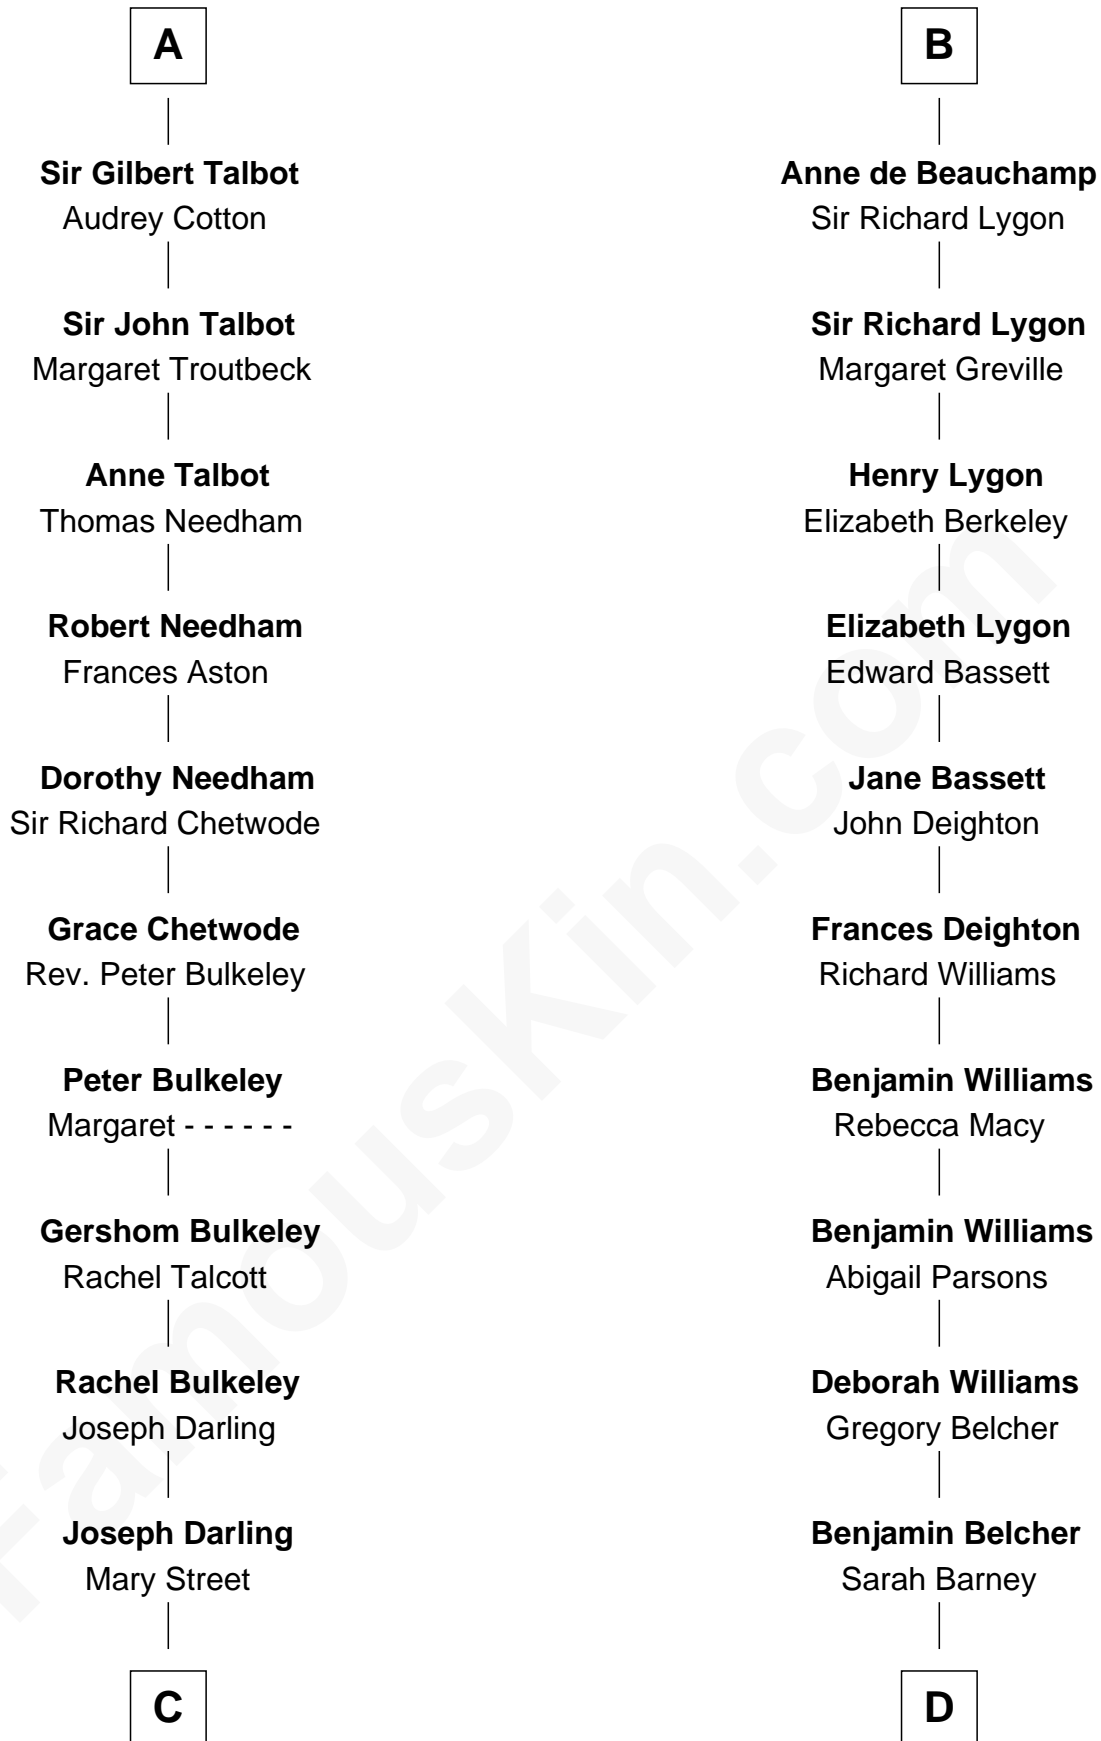 A
Sir Gilbert Talbot
Audrey Cotton
Sir John Talbot
Margaret Troutbeck
Anne Talbot
Thomas Needham
Robert Needham
Frances Aston
Dorothy Needham
Sir Richard Chetwode
Grace Chetwode
Rev. Peter Bulkeley
Peter Bulkeley
Margaret - - - - - -
Gershom Bulkeley
Rachel Talcott
Rachel Bulkeley
Joseph Darling
Joseph Darling
Mary Street
C
B
Anne de Beauchamp
Sir Richard Lygon
Sir Richard Lygon
Margaret Greville
Henry Lygon
Elizabeth Berkeley
Elizabeth Lygon
Edward Bassett
Jane Bassett
John Deighton
Frances Deighton
Richard Williams
Benjamin Williams
Rebecca Macy
Benjamin Williams
Abigail Parsons
Deborah Williams
Gregory Belcher
Benjamin Belcher
Sarah Barney
D
FamousKin.com